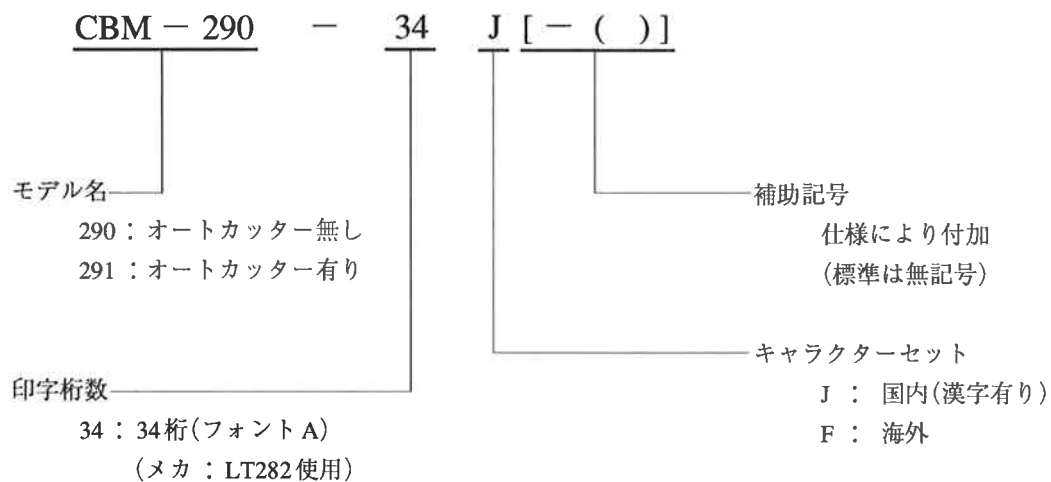 CBM － 290 － 34 J [ － ( ) ]
モデル名
290：オートカッター無し
291：オートカッター有り
印字桁数
34：34桁(フォントA)
(メカ：LT282使用)
補助記号
仕様により付加
(標準は無記号)
キャラクターセット
J ： 国内(漢字有り)
F ： 海外